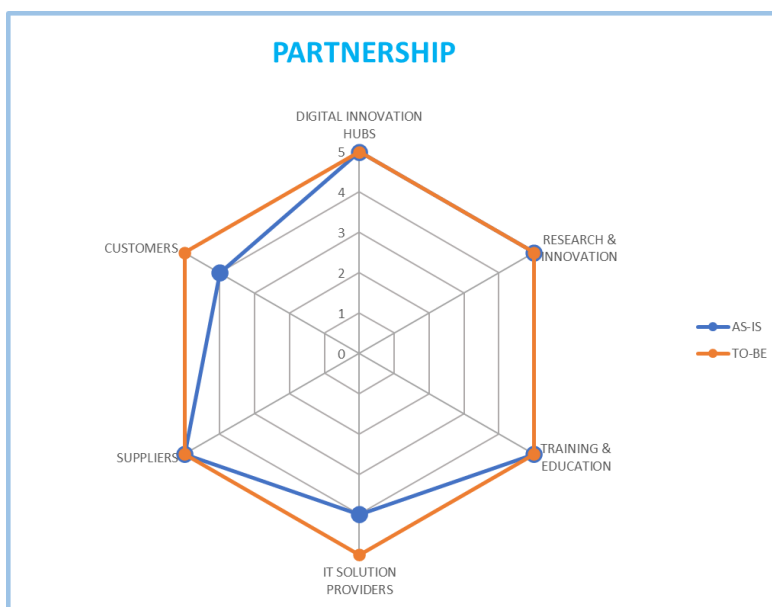 PARTNERSHIP
DIGITAL INNOVATION
HUBS
5
4
3
2
1
0
RESEARCH &
INNOVATION
TRAINING &
EDUCATION
IT SOLUTION
PROVIDERS
SUPPLIERS
CUSTOMERS
AS-IS
TO-BE